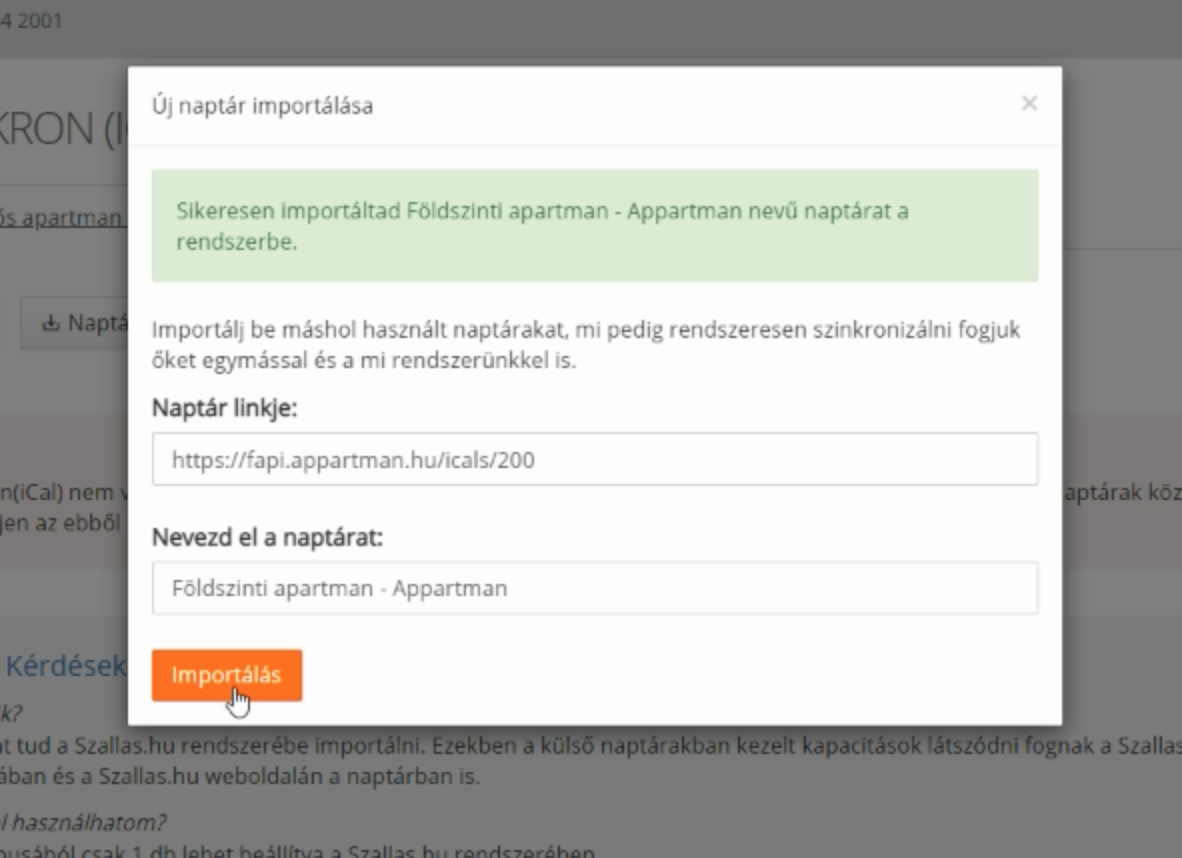 4 2001
Új naptár importálása
×
KRON (I
Sikeresen importáltad Földszinti apartman - Appartman nevű naptárat a
rendszerbe.
ős apartman
Naptá
Importálj be máshol használt naptárakat, mi pedig rendszeresen szinkronizálni fogjuk
őket egymással és a mi rendszerünkkel is.
Naptár linkje:
https://fapi.appartman.hu/icals/200
n(iCal) nem v
aptárak köz
jen az ebből
Nevezd el a naptárat:
Földszinti apartman - Appartman
Kérdések
Importálás
k?
t tud a Szallas.hu rendszerébe importálni. Ezekben a külső naptárakban kezelt kapacitások látszódni fognak a Szallas
ában és a Szallas.hu weboldalán a naptárban is.
l használhatom?
pusából csak 1 db lehet beállítva a Szallas.hu rendszerében